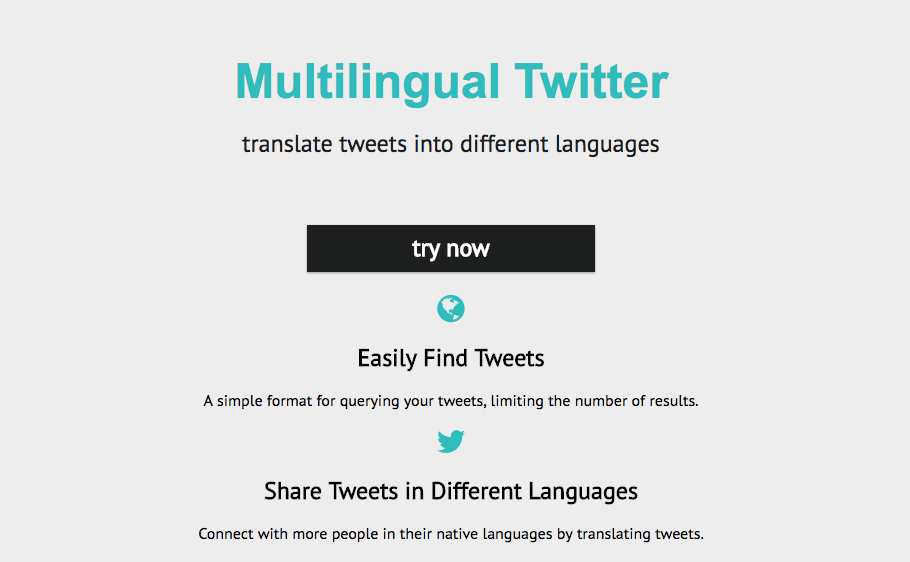 Multilingual Twitter
translate tweets into different languages
try now
Easily Find Tweets
A simple format for querying your tweets, limiting the number of results.
Share Tweets in Different Languages
Connect with more people in their native languages by translating tweets.